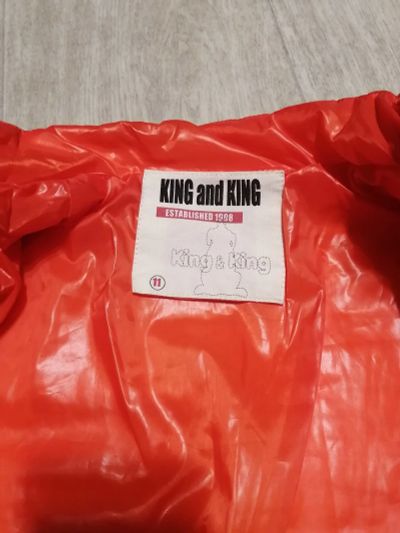 KING and KING
ESTABLISHED 1998
King & King
11